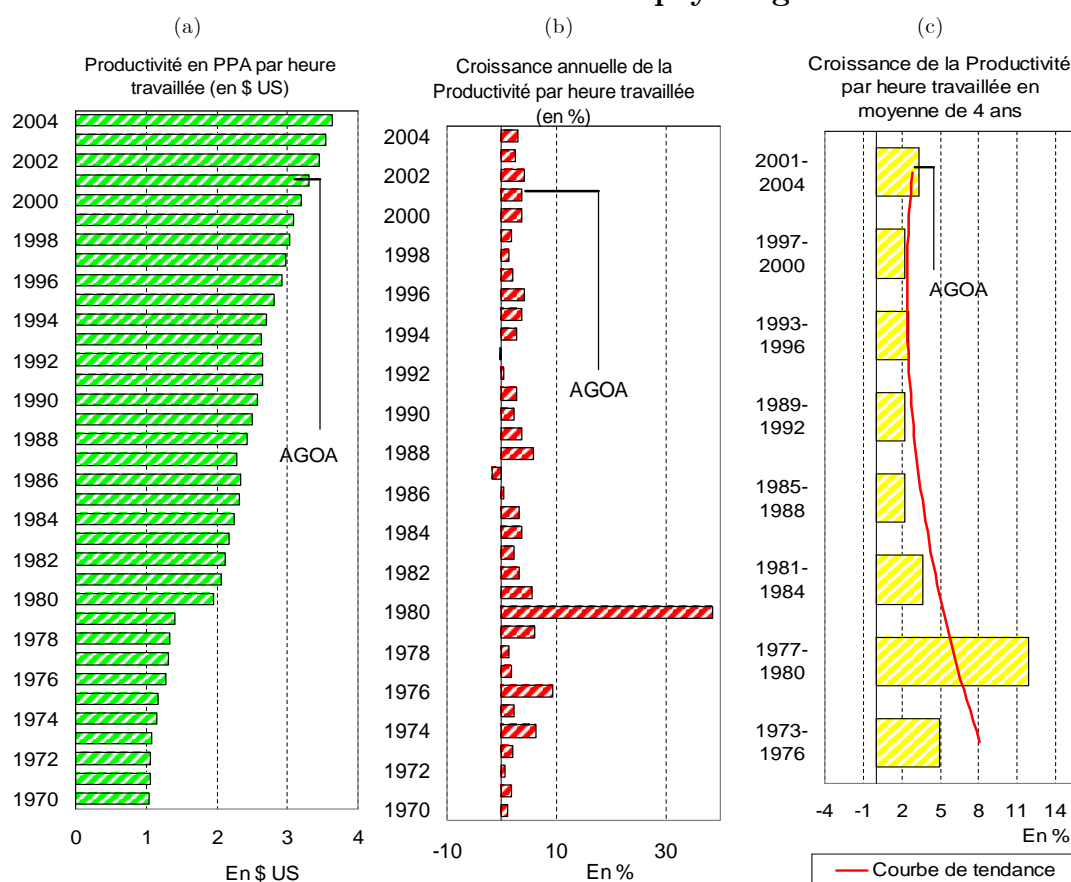 (a)
Productivité en PPA par heure
travaillée (en $ US)
2004
2002
2000
1998
1996
1994
1992
1990
1988
1986
1984
1982
1980
1978
1976
1974
1972
1970
AGOA
0 1 2 3 4
En $ US
(b)
Croissance annuelle de la
Productivité par heure travaillée
(en %)
2004
2002
2000
1998
1996
1994
1992
1990
1988
1986
1984
1982
1980
1978
1976
1974
1972
1970
AGOA
-10 10 30
En %
(c)
Croissance de la Productivité
par heure travaillée en
moyenne de 4 ans
2001-
2004
1997-
2000
1993-
1996
1989-
1992
1985-
1988
1981-
1984
1977-
1980
1973-
1976
AGOA
-4 -1 2 5 8 11 14
En %
Courbe de tendance